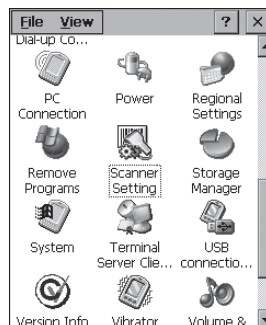 File View ? ×
Dial-up Co...
PC Connection
Power
Regional Settings
Remove Programs
Scanner Setting
Storage Manager
System
Terminal Server Clie...
USB connectio...
Version Info
Vibrator
Volume &